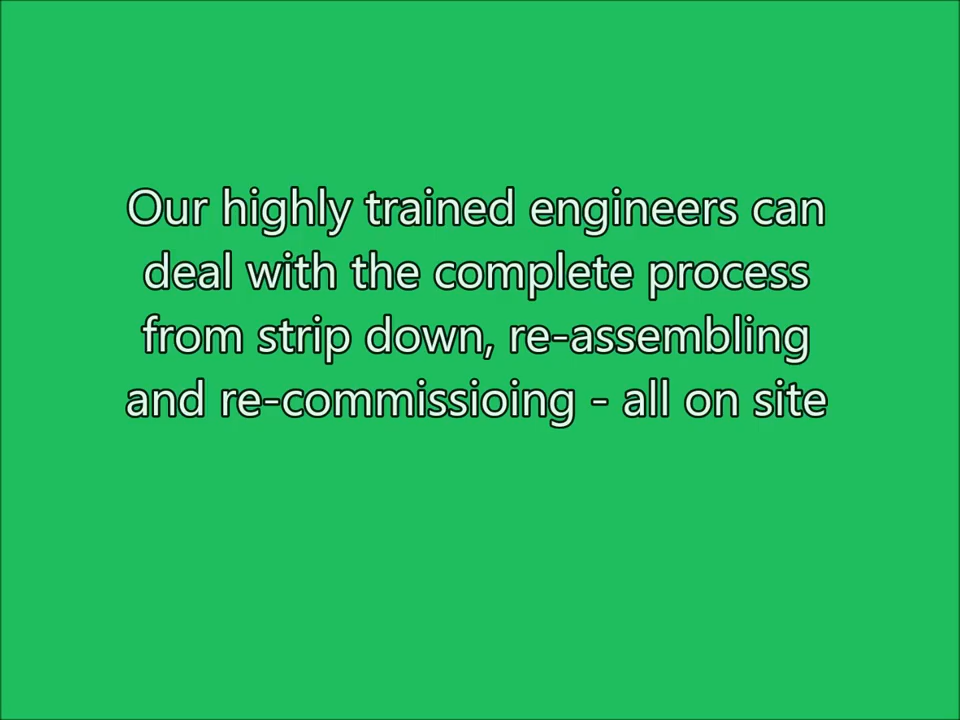 Our highly trained engineers can
deal with the complete process
from strip down, re-assembling
and re-commissioing - all on site